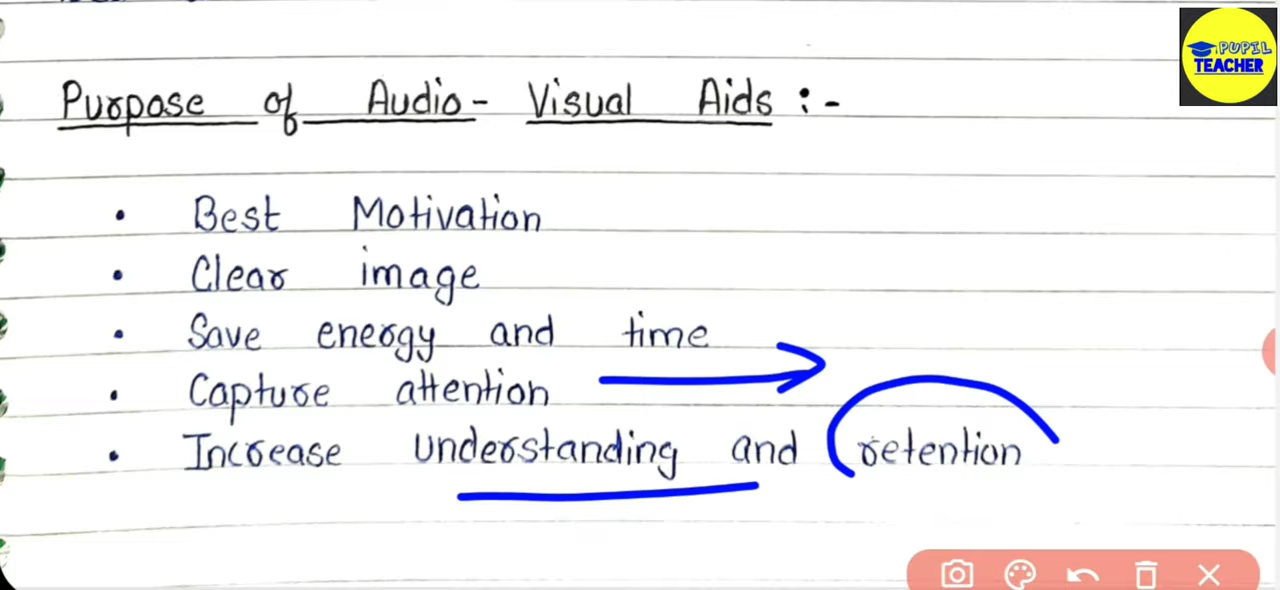 PUPIL
TEACHER
Purpose of Audio-Visual Aids :-
• Best Motivation
• Clear image
• Save energy and time
• Capture attention
• Increase understanding and retention